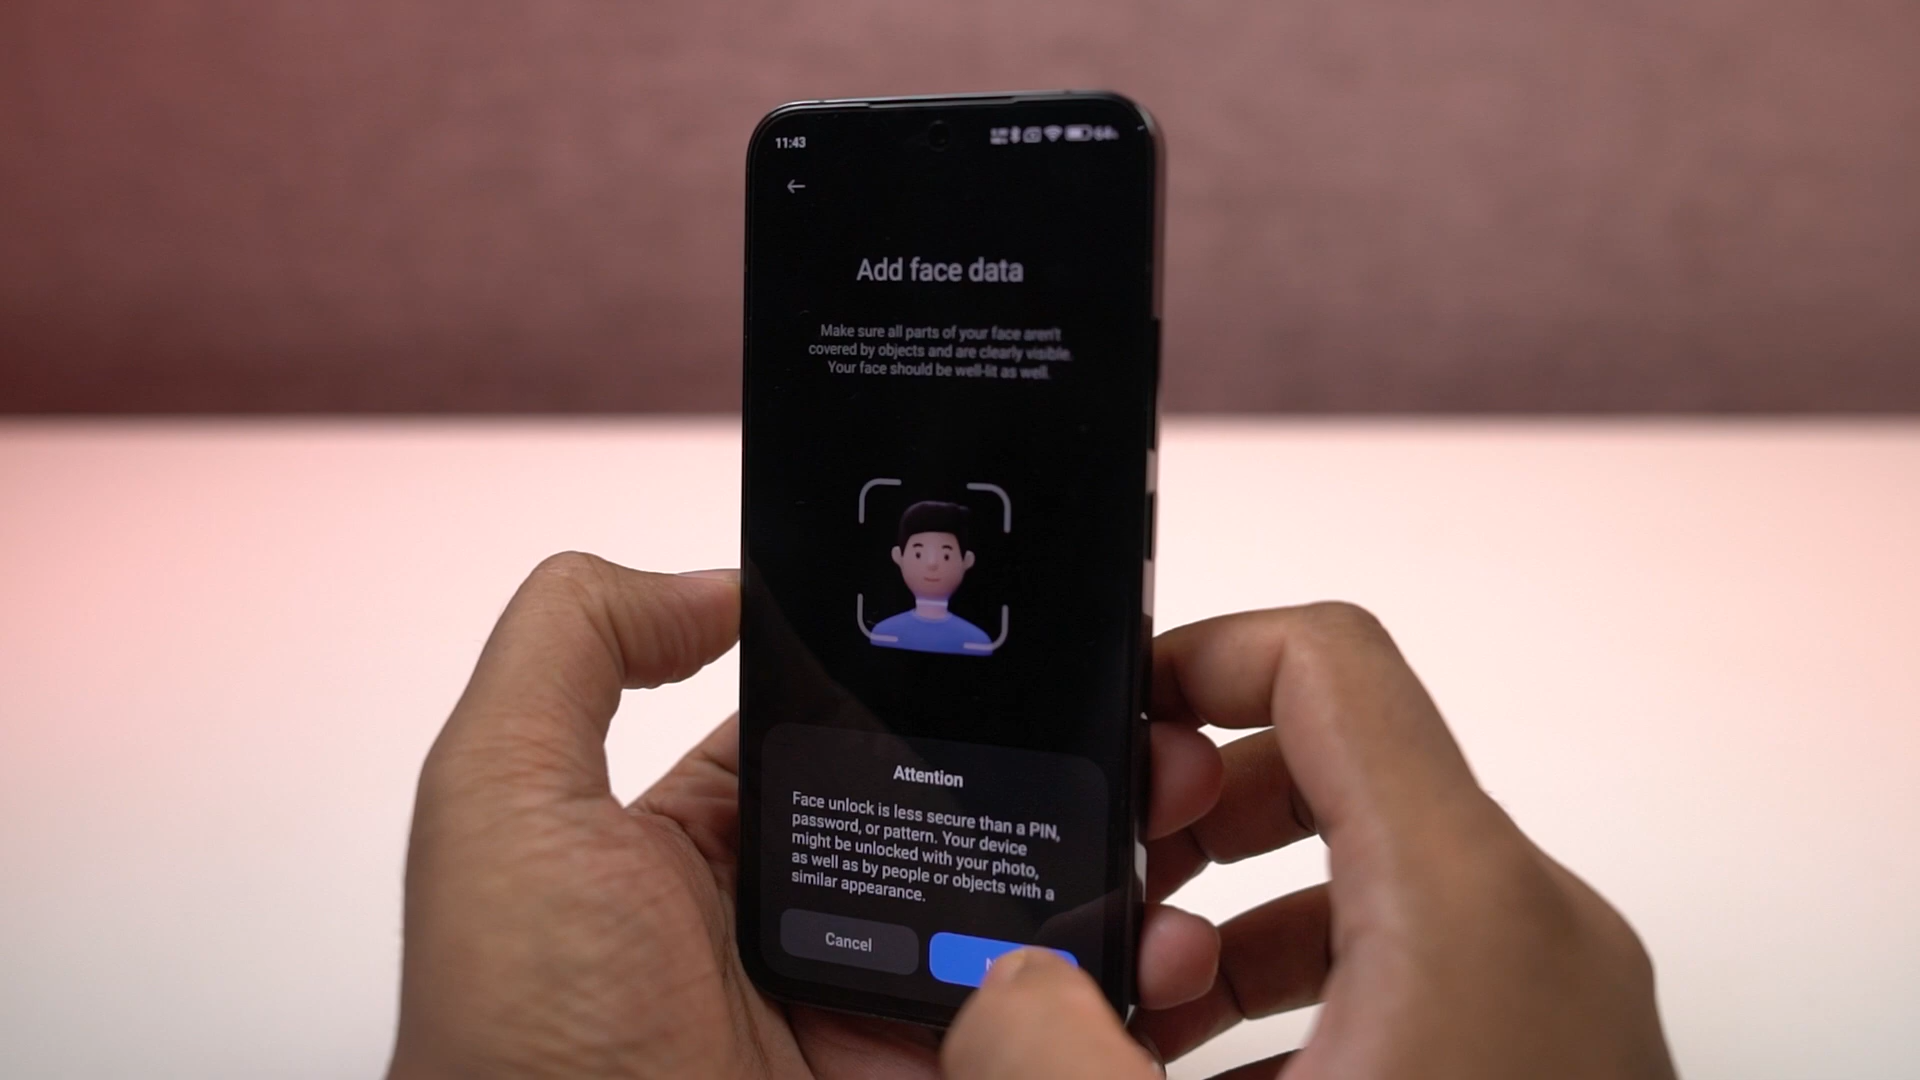 11:43
Add face data
Make sure all parts of your face aren't
covered by objects and are clearly visible.
Your face should be well-lit as well.
Attention
Face unlock is less secure than a PIN,
password, or pattern. Your device
might be unlocked with your photo,
as well as by people or objects with a
similar appearance.
Cancel